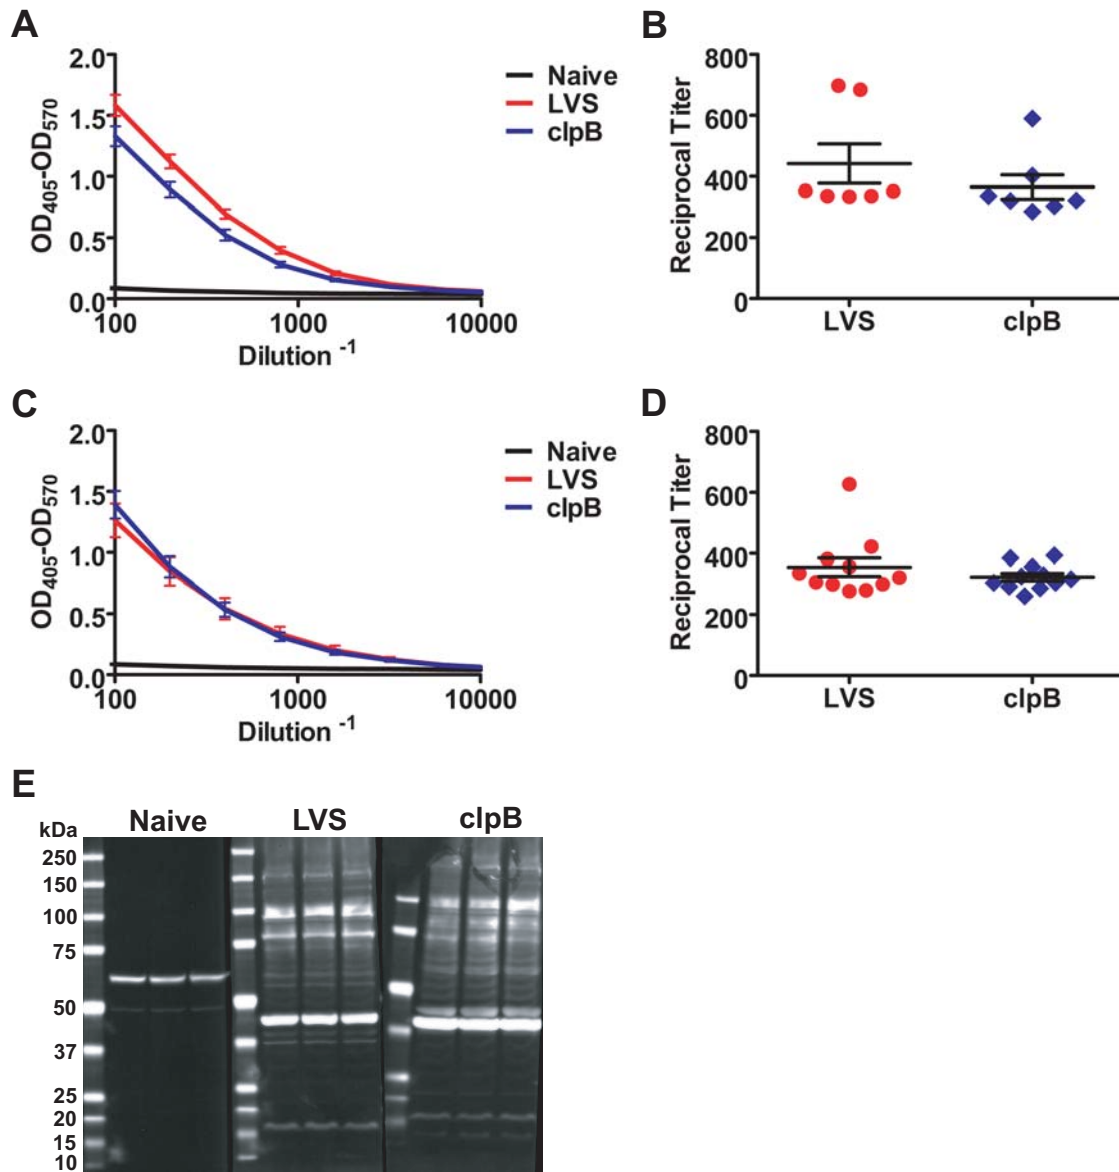 A
2.0
1.5
1.0
0.5
0.0
OD405-OD570
100 1000 10000
Dilution -1
Naive
LVS
clpB
B
800
600
400
200
0
Reciprocal Titer
LVS clpB
C
2.0
1.5
1.0
0.5
0.0
OD405-OD570
100 1000 10000
Dilution -1
Naive
LVS
clpB
D
800
600
400
200
0
Reciprocal Titer
LVS clpB
E
kDa Naive LVS clpB
250
150
100
75
50
37
25
20
15
10